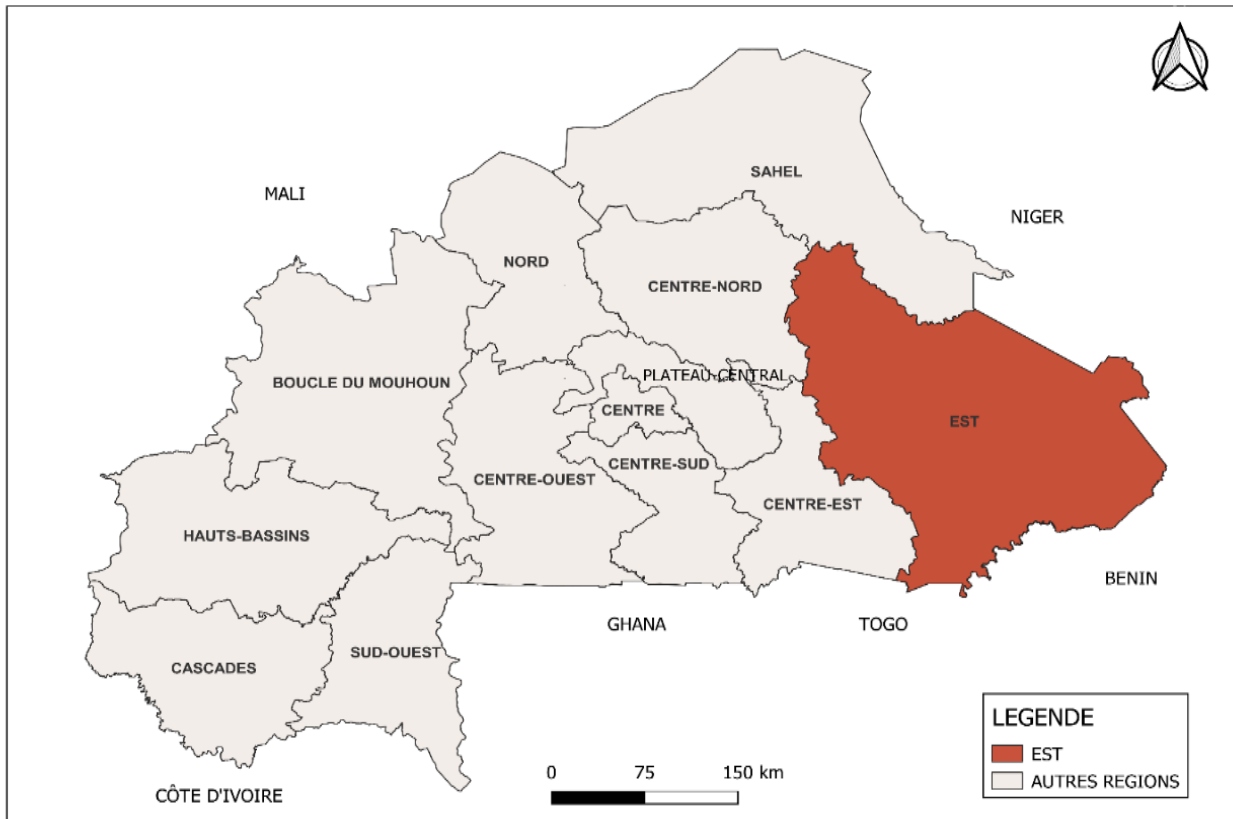 SAHEL
MALI
NIGER
NORD
CENTRE-NORD
PLATEAU-CENTRAL
BOUCLE DU MOUHOUN
CENTRE
EST
CENTRE-SUD
CENTRE-OUEST
CENTRE-EST
HAUTS-BASSINS
BENIN
GHANA
TOGO
SUD-OUEST
CASCADES
CÔTE D'IVOIRE
0 75 150 km
LEGENDE
EST
AUTRES REGIONS